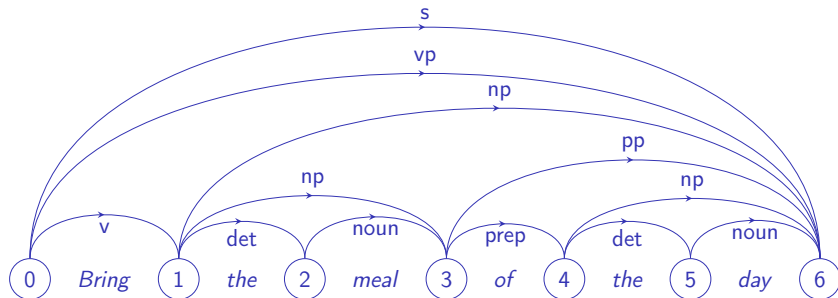 s
vp
np
pp
np
np
v
det
noun
prep
det
noun
0 Bring 1 the 2 meal 3 of 4 the 5 day 6